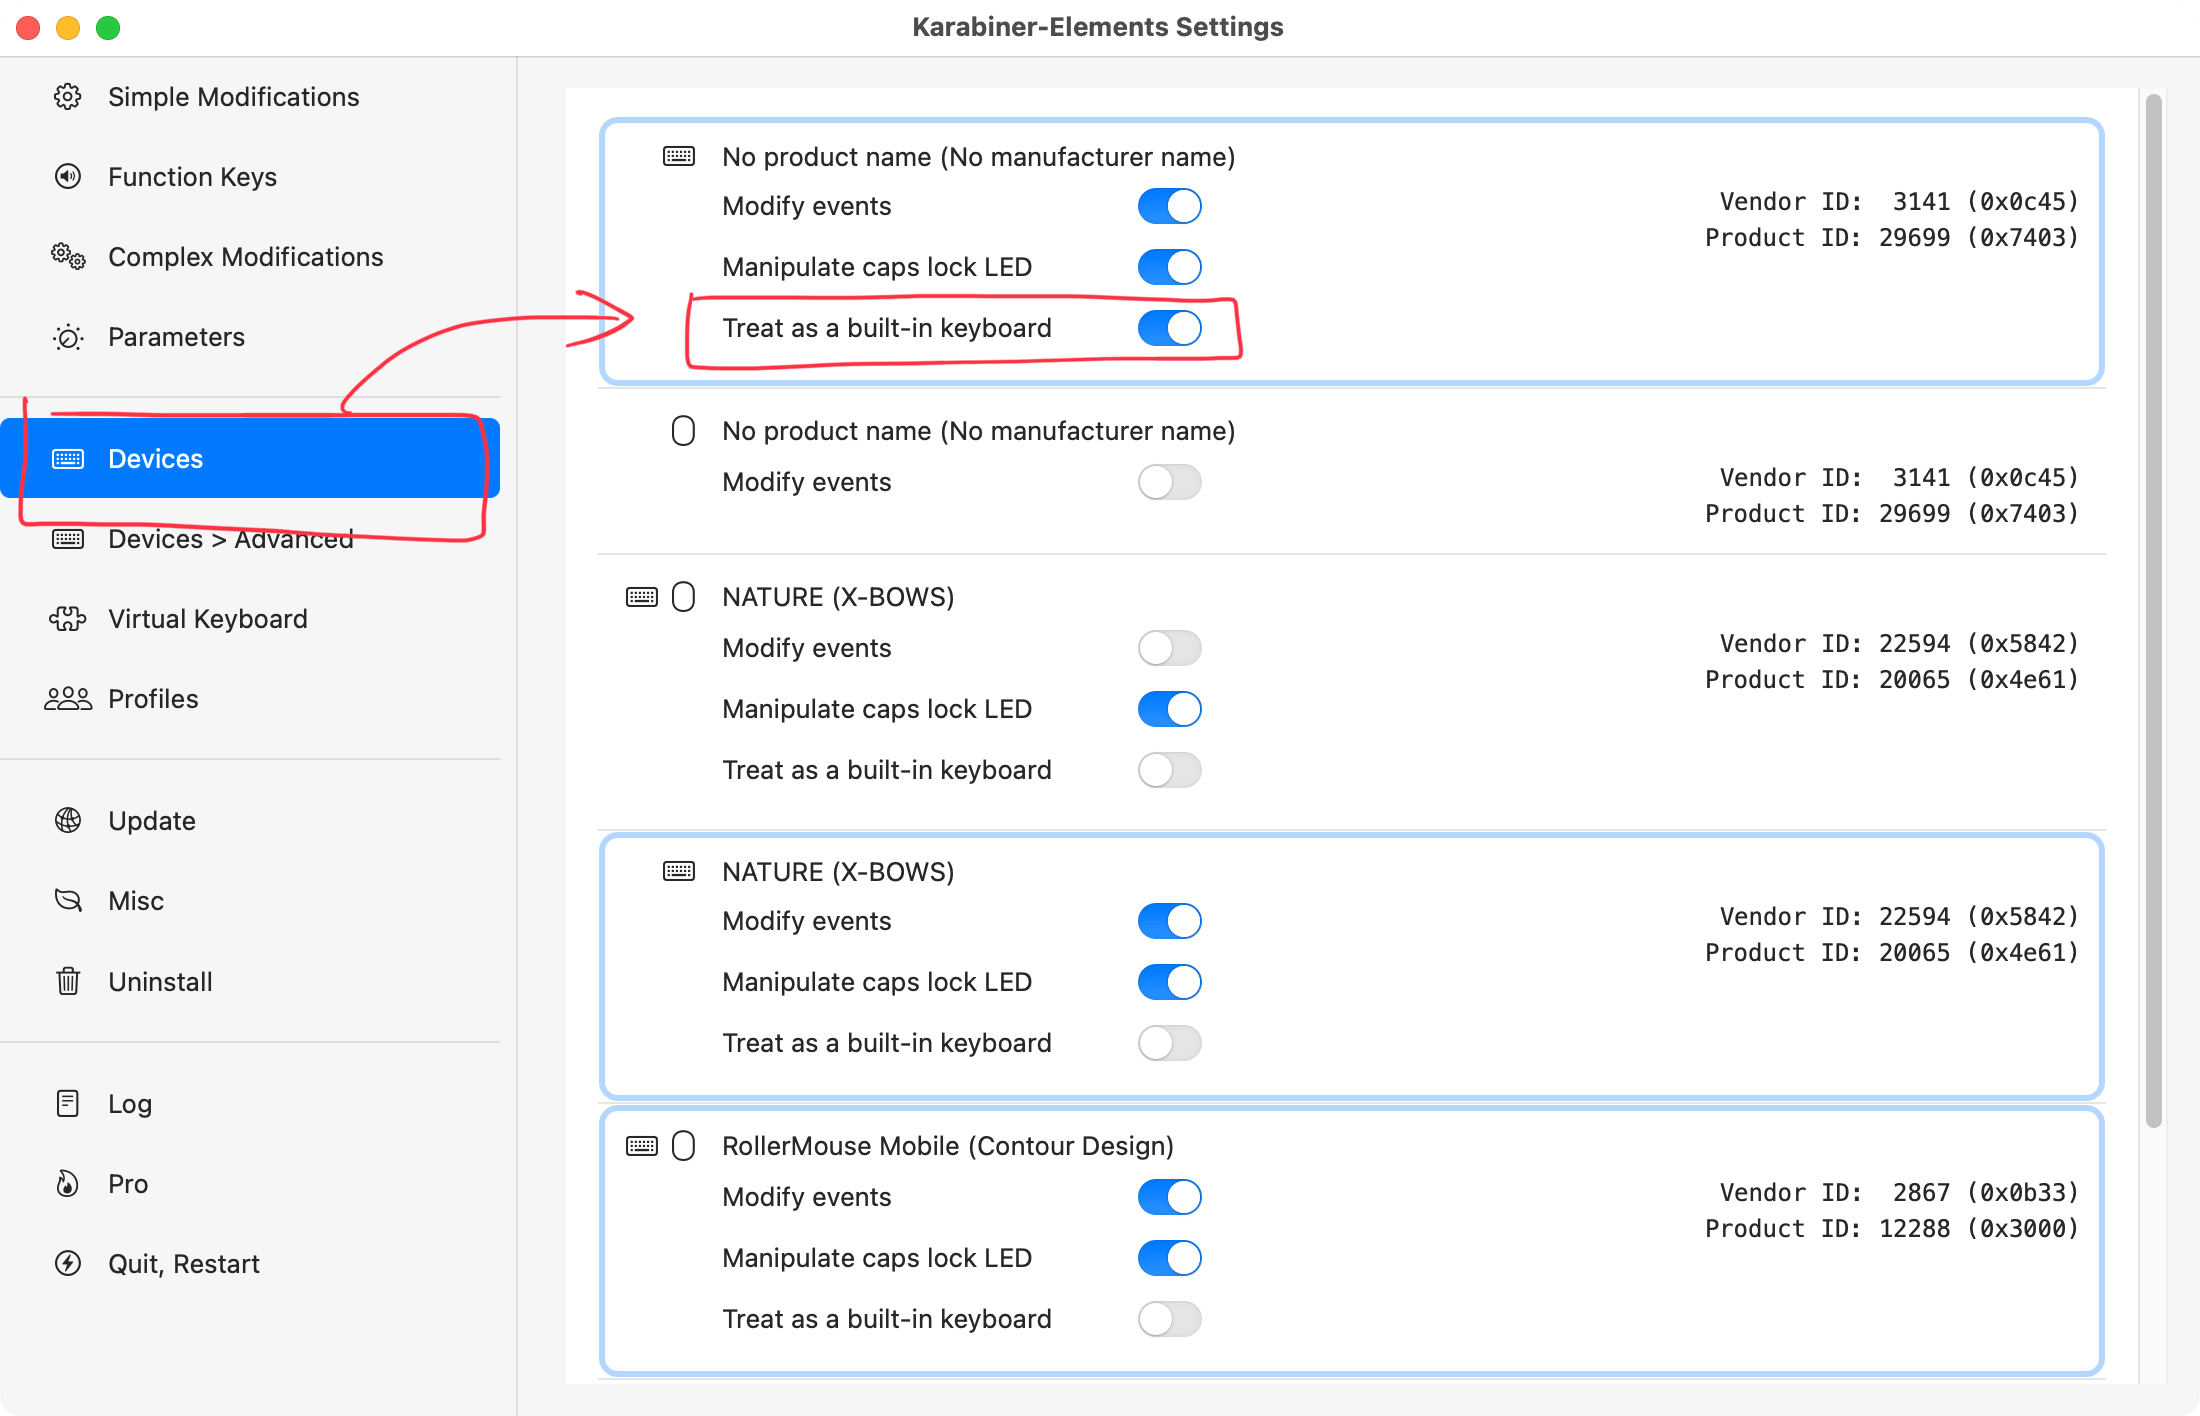 Karabiner-Elements Settings
Simple Modifications
Function Keys
Complex Modifications
Parameters
Devices
Devices > Advanced
Virtual Keyboard
Profiles
Update
Misc
Uninstall
Log
Pro
Quit, Restart
No product name (No manufacturer name)
Modify events
Vendor ID: 3141 (0x0c45)
Product ID: 29699 (0x7403)
Manipulate caps lock LED
Treat as a built-in keyboard
No product name (No manufacturer name)
Modify events
Vendor ID: 3141 (0x0c45)
Product ID: 29699 (0x7403)
NATURE (X-BOWS)
Modify events
Vendor ID: 22594 (0x5842)
Product ID: 20065 (0x4e61)
Manipulate caps lock LED
Treat as a built-in keyboard
NATURE (X-BOWS)
Modify events
Vendor ID: 22594 (0x5842)
Product ID: 20065 (0x4e61)
Manipulate caps lock LED
Treat as a built-in keyboard
RollerMouse Mobile (Contour Design)
Modify events
Vendor ID: 2867 (0x0b33)
Product ID: 12288 (0x3000)
Manipulate caps lock LED
Treat as a built-in keyboard